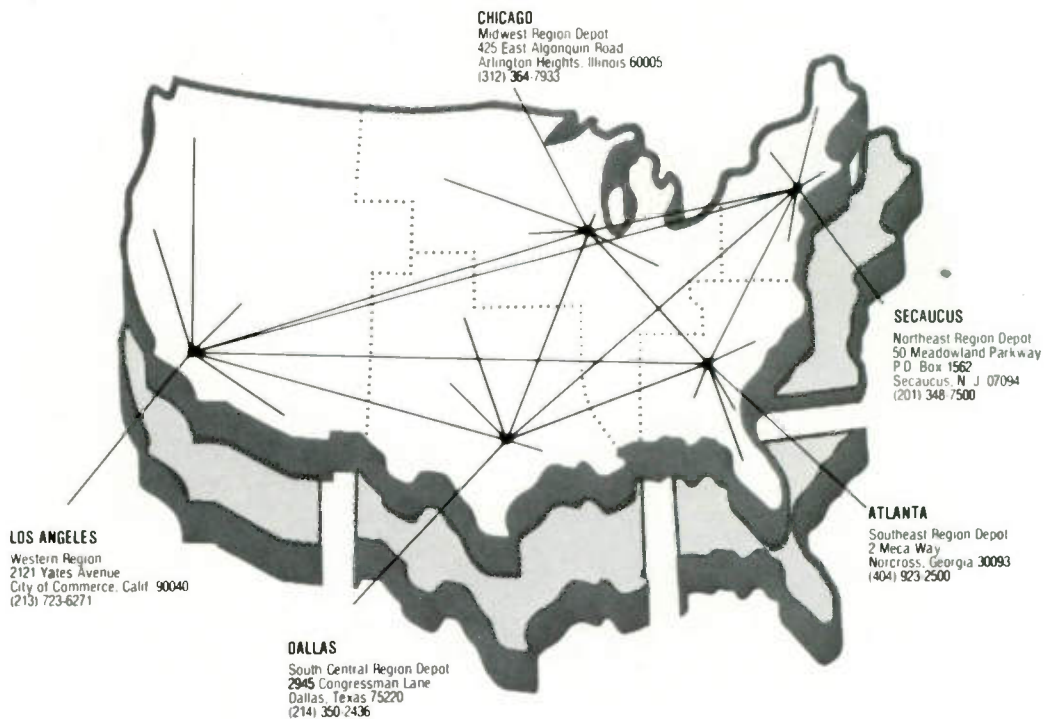 CHICAGO
Midwest Region Depot
425 East Algonquin Road
Arlington Heights, Illinois 60005
(312) 364-7933
SECAUCUS
Northeast Region Depot
50 Meadowland Parkway
P.O. Box 1562
Secaucus, N. J. 07094
(201) 348-7500
LOS ANGELES
Western Region
2121 Yates Avenue
City of Commerce, Calif. 90040
(213) 723-6271
ATLANTA
Southeast Region Depot
2 Meca Way
Norcross, Georgia 30093
(404) 923-2500
DALLAS
South Central Region Depot
2945 Congressman Lane
Dallas, Texas 75220
(214) 350-2436